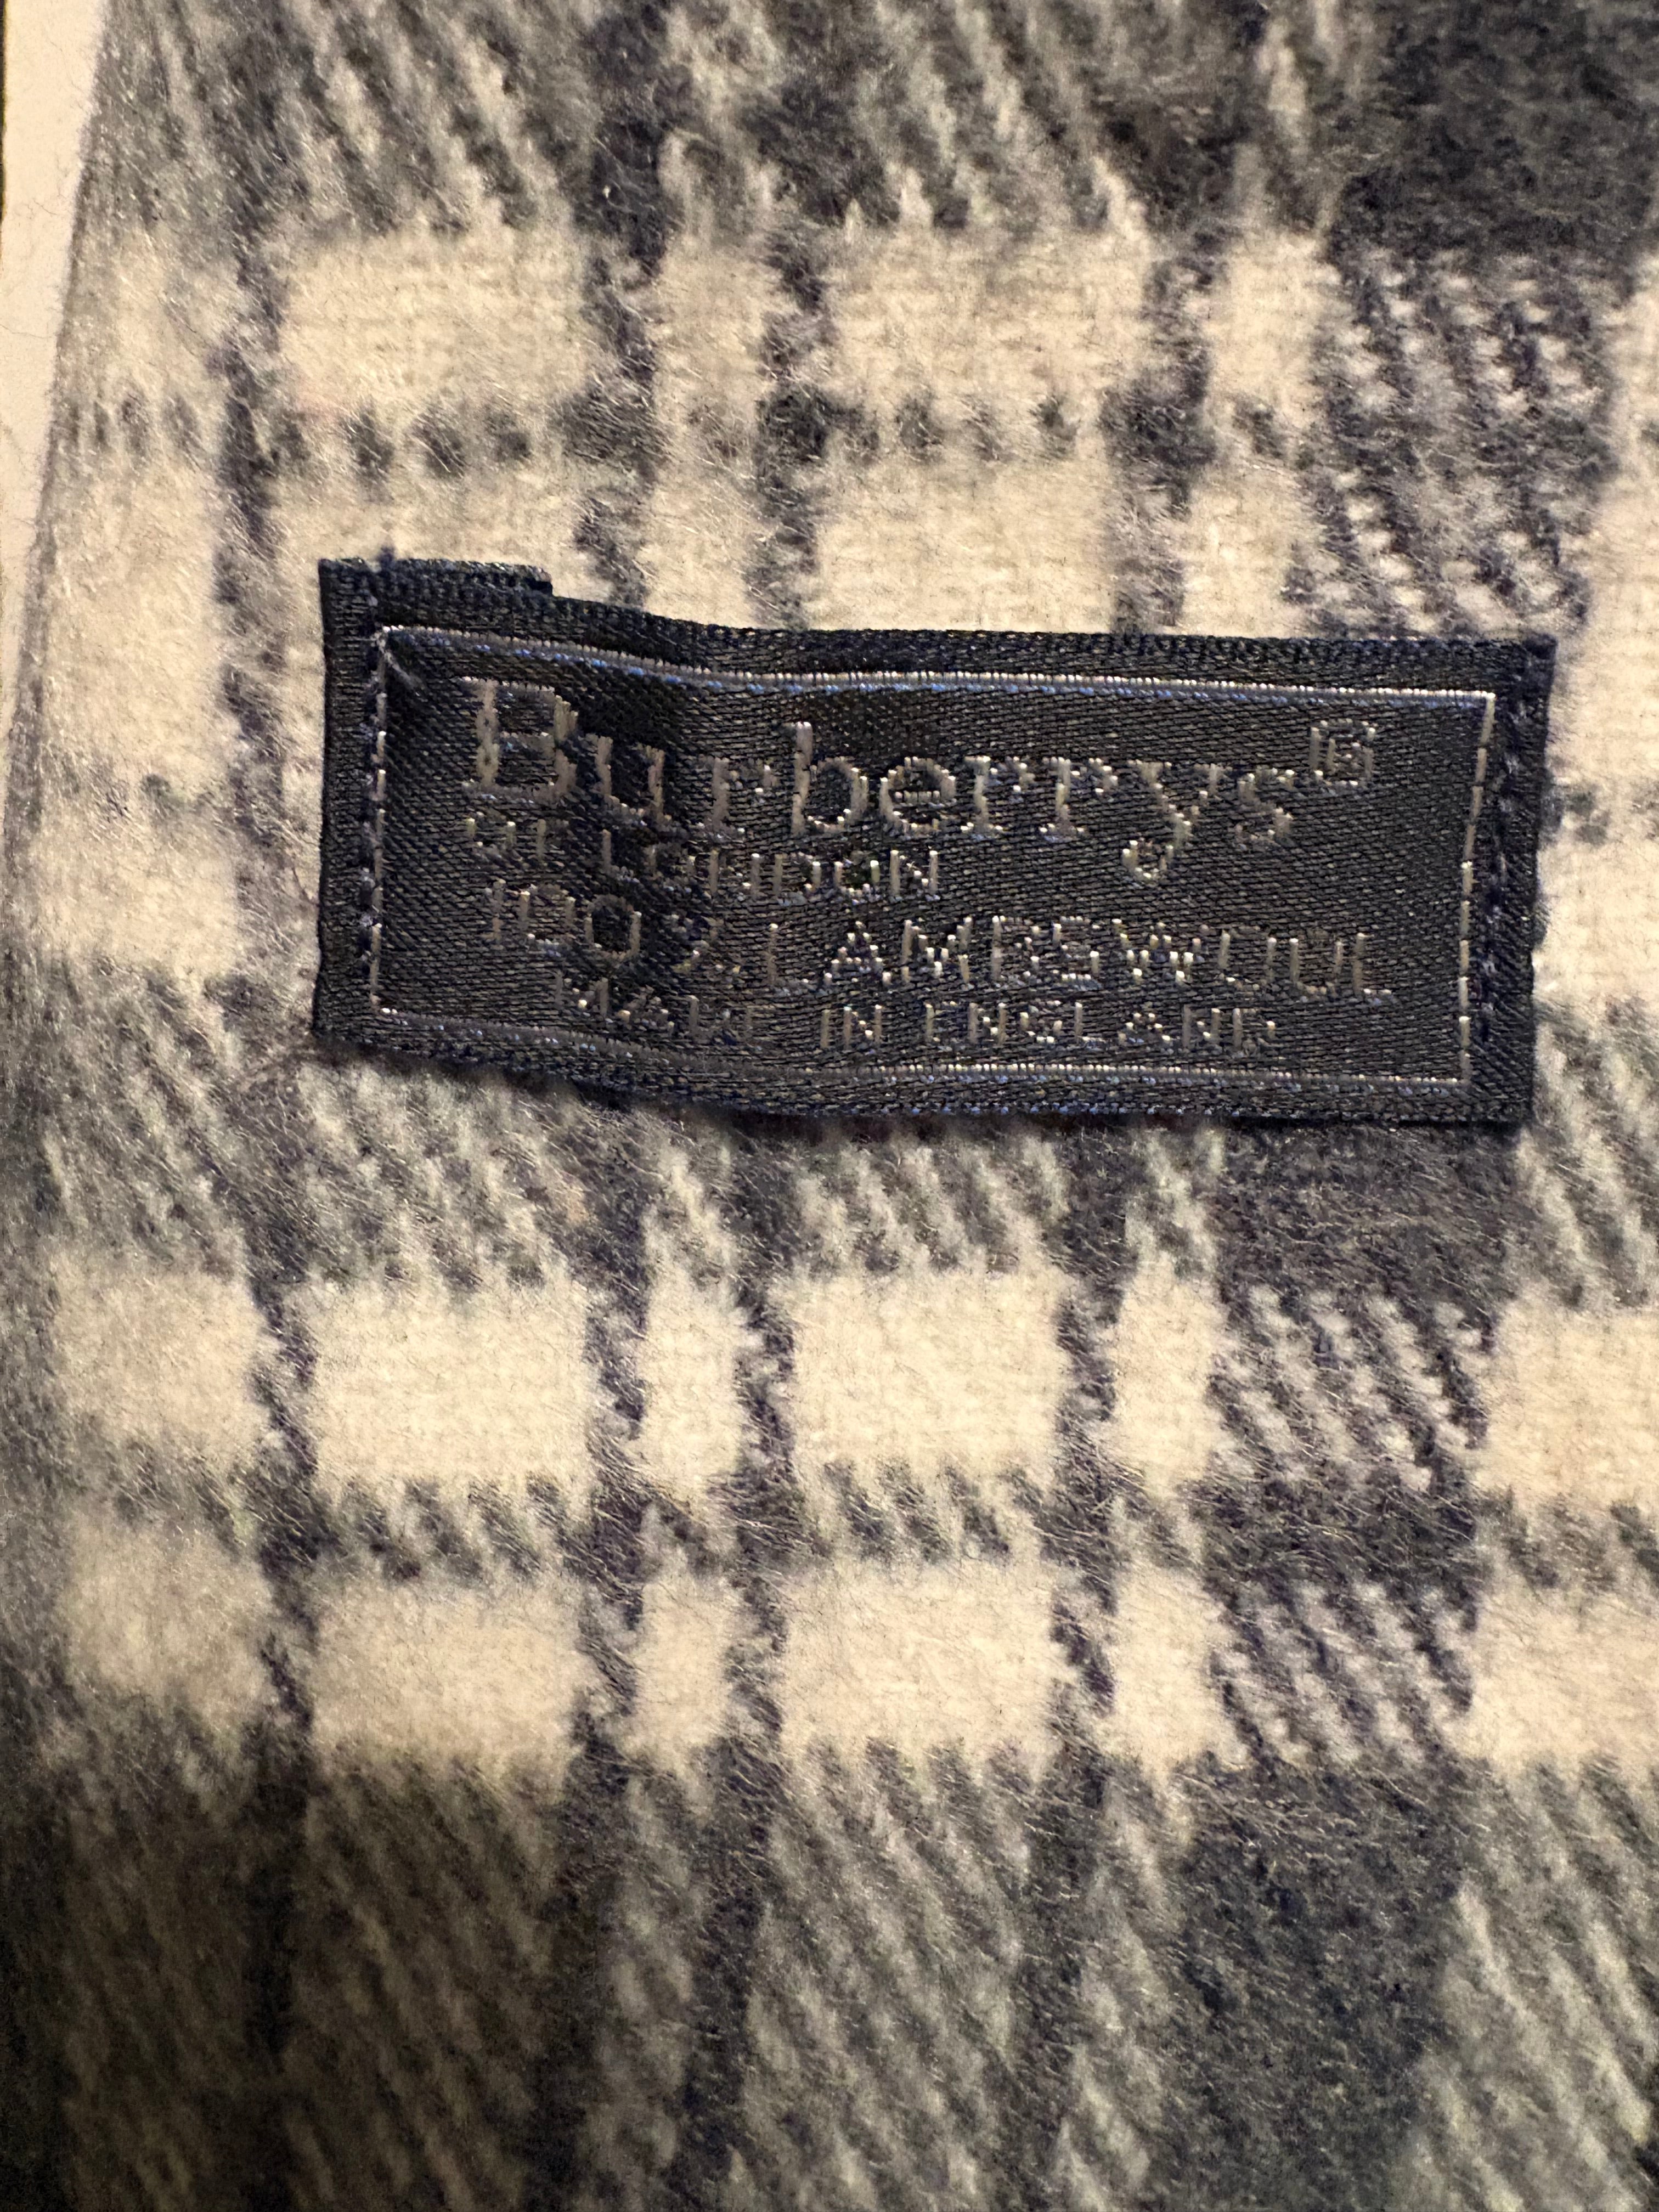 Burberrys®
OF LONDON
100% LAMBSWOOL
MADE IN ENGLAND